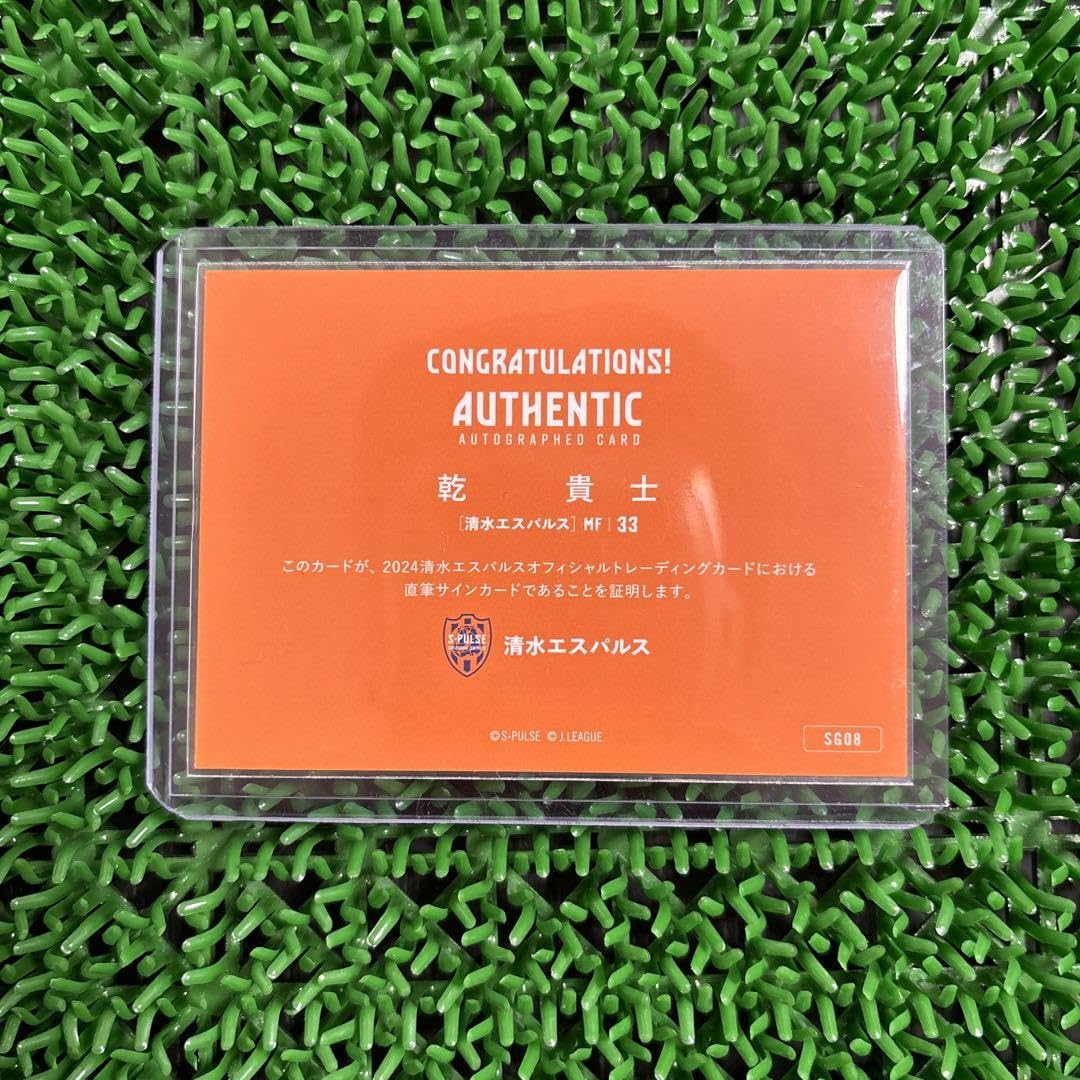 CONGRATULATIONS!
AUTHENTIC
AUTOGRAPHED CARD
乾　貴士
[清水エスパルス] MF | 33
このカードが、2024清水エスパルスオフィシャルトレーディングカードにおける
直筆サインカードであることを証明します。
S-PULSE
清水エスパルス
©S-PULSE ©J.LEAGUE
SG08